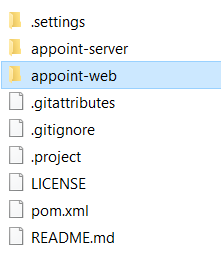 .settings
appoint-server
appoint-web
.gitattributes
.gitignore
.project
LICENSE
pom.xml
README.md